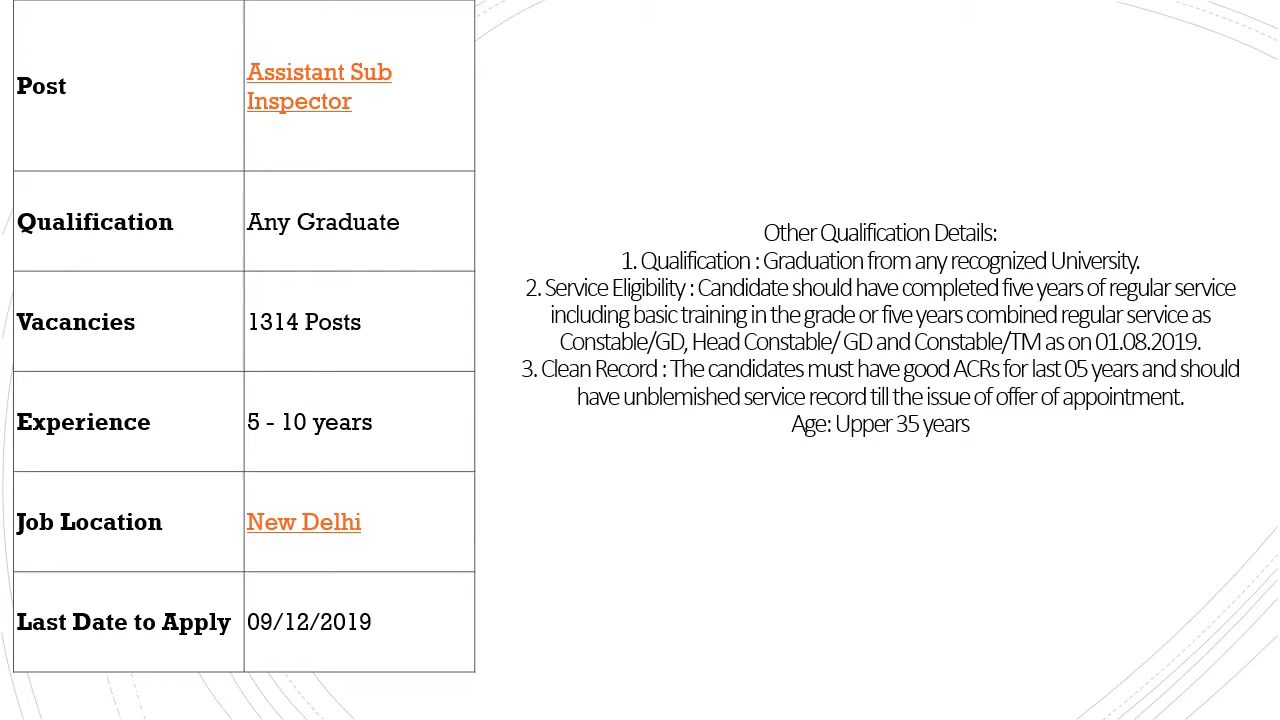 Post
Assistant Sub
Inspector
Qualification
Any Graduate
Vacancies
1314 Posts
Experience
5 - 10 years
Job Location
New Delhi
Last Date to Apply
09/12/2019
Other Qualification Details:
1. Qualification : Graduation from any recognized University.
2. Service Eligibility : Candidate should have completed five years of regular service
including basic training in the grade or five years combined regular service as
Constable/GD, Head Constable/ GD and Constable/TM as on 01.08.2019.
3. Clean Record : The candidates must have good ACRs for last 05 years and should
have unblemished service record till the issue of offer of appointment.
Age: Upper 35 years